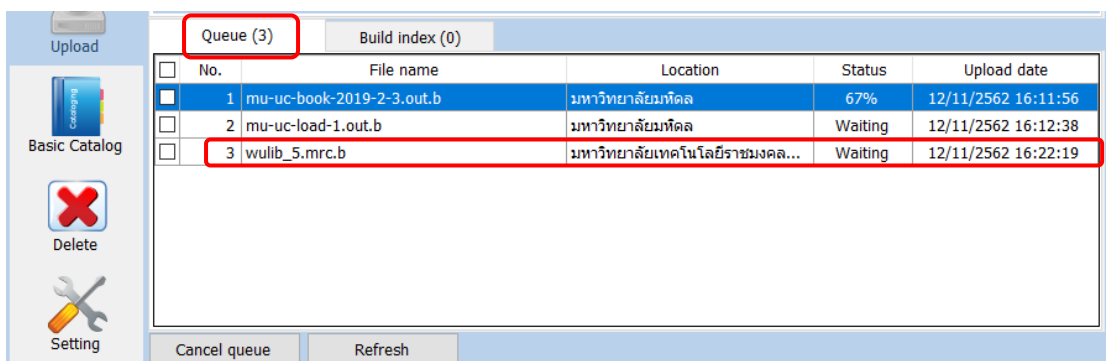 Upload
Queue (3) Build index (0)
No. File name Location Status Upload date
1 mu-uc-book-2019-2-3.out.b มหาวิทยาลัยมหิดล 67% 12/11/2562 16:11:56
2 mu-uc-load-1.out.b มหาวิทยาลัยมหิดล Waiting 12/11/2562 16:12:38
3 wulib_5.mrc.b มหาวิทยาลัยเทคโนโลยีราชมงคล... Waiting 12/11/2562 16:22:19
Cataloging
Basic Catalog
Delete
Setting
Cancel queue Refresh